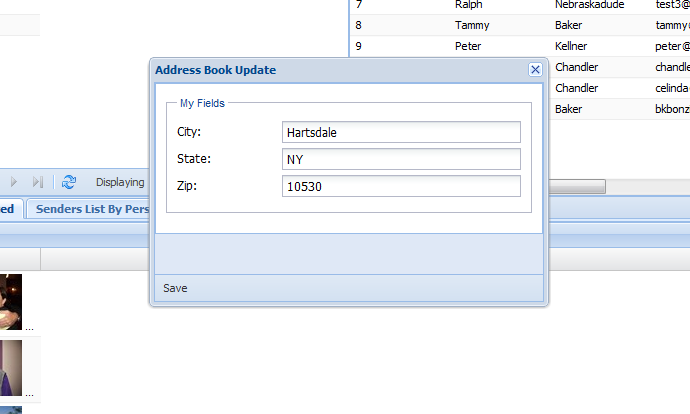 7 Ralph Nebraskadude test3@
8 Tammy Baker tammy
9 Peter Kellner peter@
Chandler chandle
Chandler celinda
Baker bkbonz
Address Book Update
My Fields
City: Hartsdale
State: NY
Zip: 10530
Save
Displaying
ed Senders List By Pers
...
...